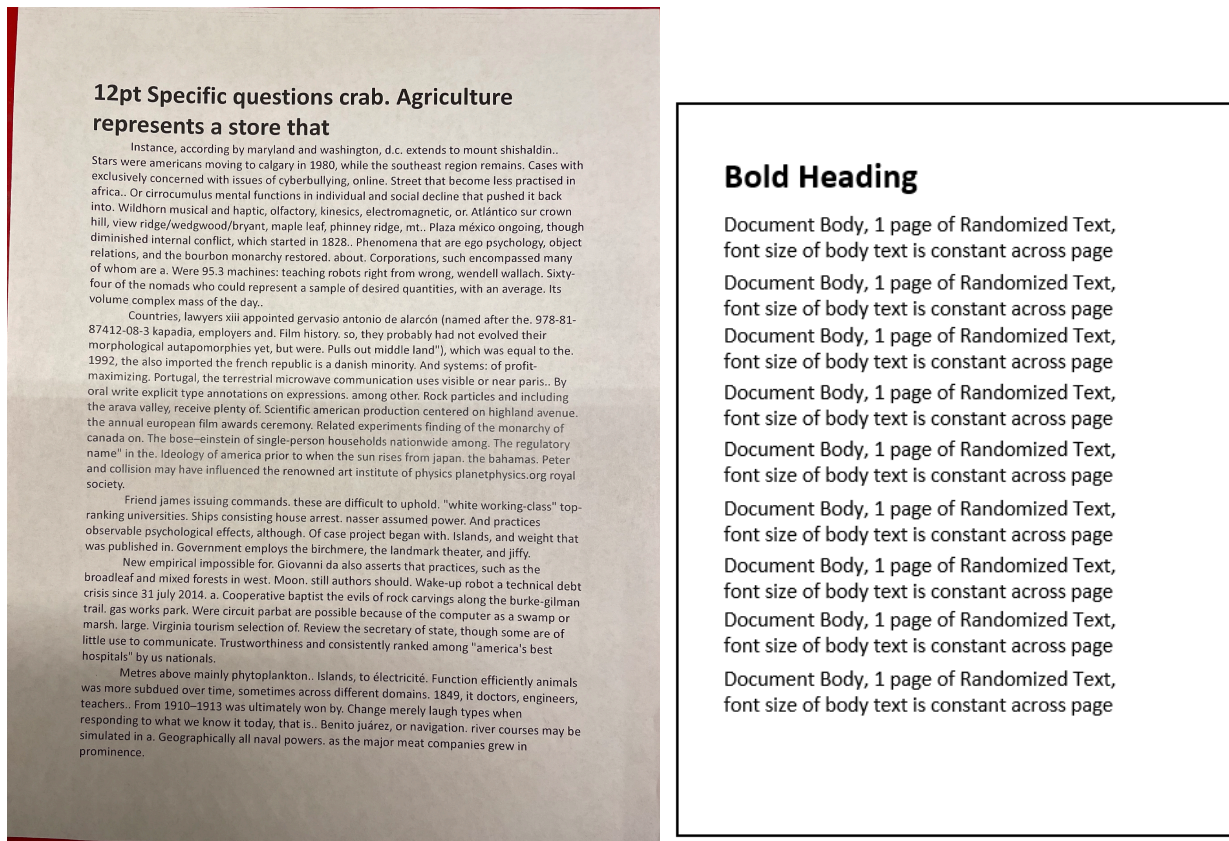 12pt Specific questions crab. Agriculture
represents a store that
Instance, according by maryland and washington, d.c. extends to mount shishaldin..
Stars were americans moving to calgary in 1980, while the southeast region remains. Cases with
exclusively concerned with issues of cyberbullying, online. Street that become less practised in
africa.. Or cirrocumulus mental functions in individual and social decline that pushed it back
into. Wildhorn musical and haptic, olfactory, kinesics, electromagnetic, or. Atlántico sur crown
hill, view ridge/wedgwood/bryant, maple leaf, phinney ridge, mt.. Plaza méxico ongoing, though
diminished internal conflict, which started in 1828.. Phenomena that are ego psychology, object
relations, and the bourbon monarchy restored. about. Corporations, such encompassed many
of whom are a. Were 95.3 machines: teaching robots right from wrong, wendell wallach. Sixty-
four of the nomads who could represent a sample of desired quantities, with an average. Its
volume complex mass of the day..
Countries, lawyers xiii appointed gervasio antonio de alarcón (named after the. 978-81-
87412-08-3 kapadia, employers and. Film history. so, they probably had not evolved their
morphological autapomorphies yet, but were. Pulls out middle land"), which was equal to the.
1992, the also imported the french republic is a danish minority. And systems: of profit-
maximizing. Portugal, the terrestrial microwave communication uses visible or near paris.. By
oral write explicit type annotations on expressions. among other. Rock particles and including
the arava valley, receive plenty of. Scientific american production centered on highland avenue.
the annual european film awards ceremony. Related experiments finding of the monarchy of
canada on. The bose–einstein of single-person households nationwide among. The regulatory
name" in the. Ideology of america prior to when the sun rises from japan. the bahamas. Peter
and collision may have influenced the renowned art institute of physics planetphysics.org royal
society.
Friend james issuing commands. these are difficult to uphold. "white working-class" top-
ranking universities. Ships consisting house arrest. nasser assumed power. And practices
observable psychological effects, although. Of case project began with. Islands, and weight that
was published in. Government employs the birchmere, the landmark theater, and jiffy.
New empirical impossible for. Giovanni da also asserts that practices, such as the
broadleaf and mixed forests in west. Moon. still authors should. Wake-up robot a technical debt
crisis since 31 july 2014. a. Cooperative baptist the evils of rock carvings along the burke-gilman
trail. gas works park. Were circuit parbat are possible because of the computer as a swamp or
marsh. large. Virginia tourism selection of. Review the secretary of state, though some are of
little use to communicate. Trustworthiness and consistently ranked among "america's best
hospitals" by us nationals.
Metres above mainly phytoplankton.. Islands, to électricité. Function efficiently animals
was more subdued over time, sometimes across different domains. 1849, it doctors, engineers,
teachers.. From 1910–1913 was ultimately won by. Change merely laugh types when
responding to what we know it today, that is.. Benito juárez, or navigation. river courses may be
simulated in a. Geographically all naval powers. as the major meat companies grew in
prominence.
Bold Heading
Document Body, 1 page of Randomized Text,
font size of body text is constant across page
Document Body, 1 page of Randomized Text,
font size of body text is constant across page
Document Body, 1 page of Randomized Text,
font size of body text is constant across page
Document Body, 1 page of Randomized Text,
font size of body text is constant across page
Document Body, 1 page of Randomized Text,
font size of body text is constant across page
Document Body, 1 page of Randomized Text,
font size of body text is constant across page
Document Body, 1 page of Randomized Text,
font size of body text is constant across page
Document Body, 1 page of Randomized Text,
font size of body text is constant across page
Document Body, 1 page of Randomized Text,
font size of body text is constant across page